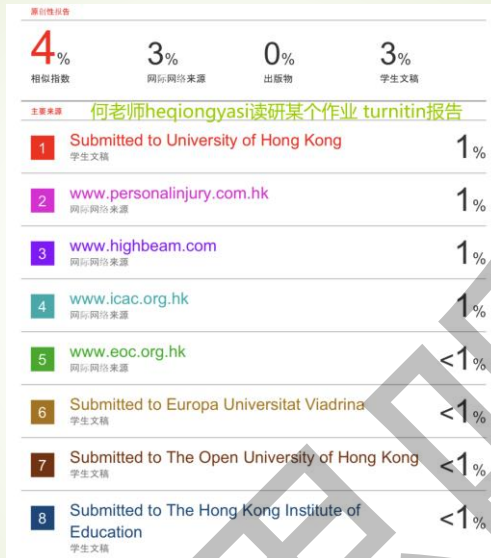 原创性报告
4% 3% 0% 3%
相似指数 网际网络来源 出版物 学生文稿
主要来源 何老师heqiongyasi读研某个作业 turnitin报告
1 Submitted to University of Hong Kong 1%
学生文稿
2 www.personalinjury.com.hk 1%
网际网络来源
3 www.highbeam.com 1%
网际网络来源
4 www.icac.org.hk 1%
网际网络来源
5 www.eoc.org.hk <1%
网际网络来源
6 Submitted to Europa Universitat Viadrina <1%
学生文稿
7 Submitted to The Open University of Hong Kong <1%
学生文稿
8 Submitted to The Hong Kong Institute of <1%
Education
学生文稿